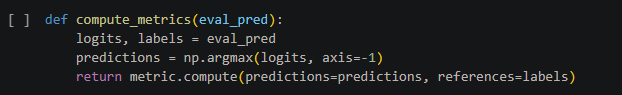 [ ] def compute_metrics(eval_pred):
    logits, labels = eval_pred
    predictions = np.argmax(logits, axis=-1)
    return metric.compute(predictions=predictions, references=labels)